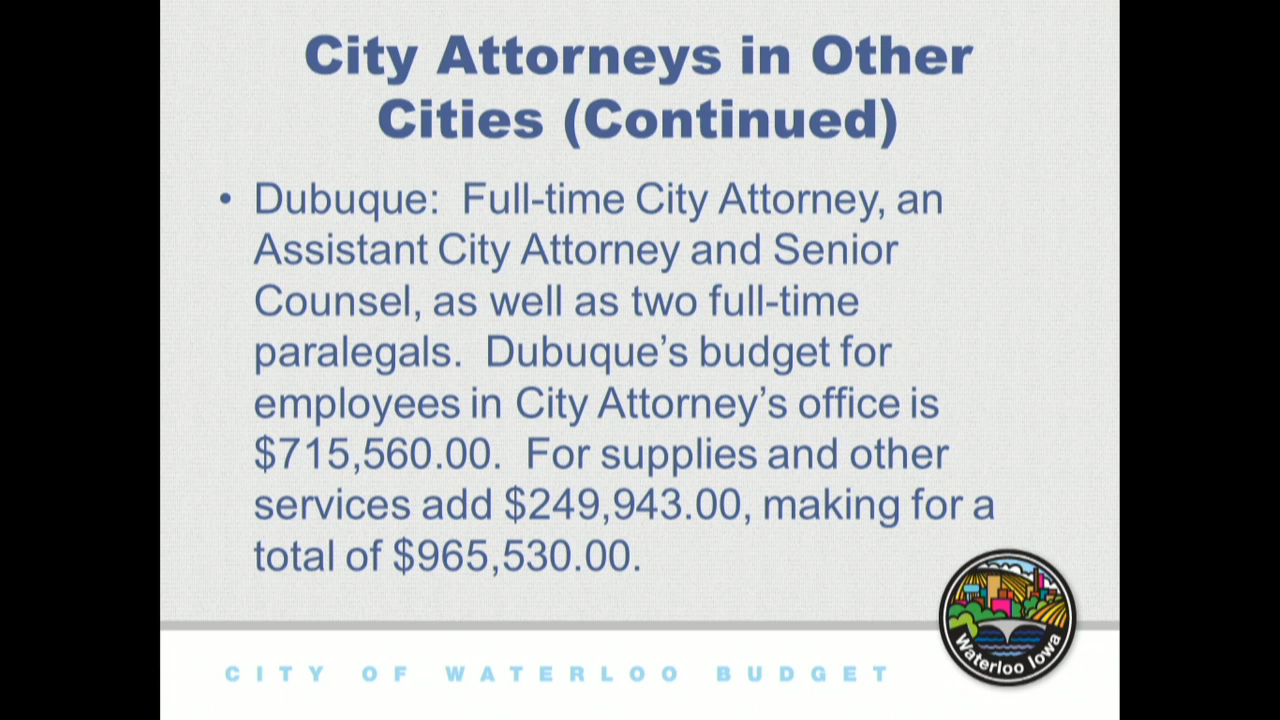 City Attorneys in Other
Cities (Continued)
• Dubuque:  Full-time City Attorney, an
Assistant City Attorney and Senior
Counsel, as well as two full-time
paralegals.  Dubuque’s budget for
employees in City Attorney’s office is
$715,560.00.  For supplies and other
services add $249,943.00, making for a
total of $965,530.00.
Waterloo Iowa
CITY OF WATERLOO BUDGET